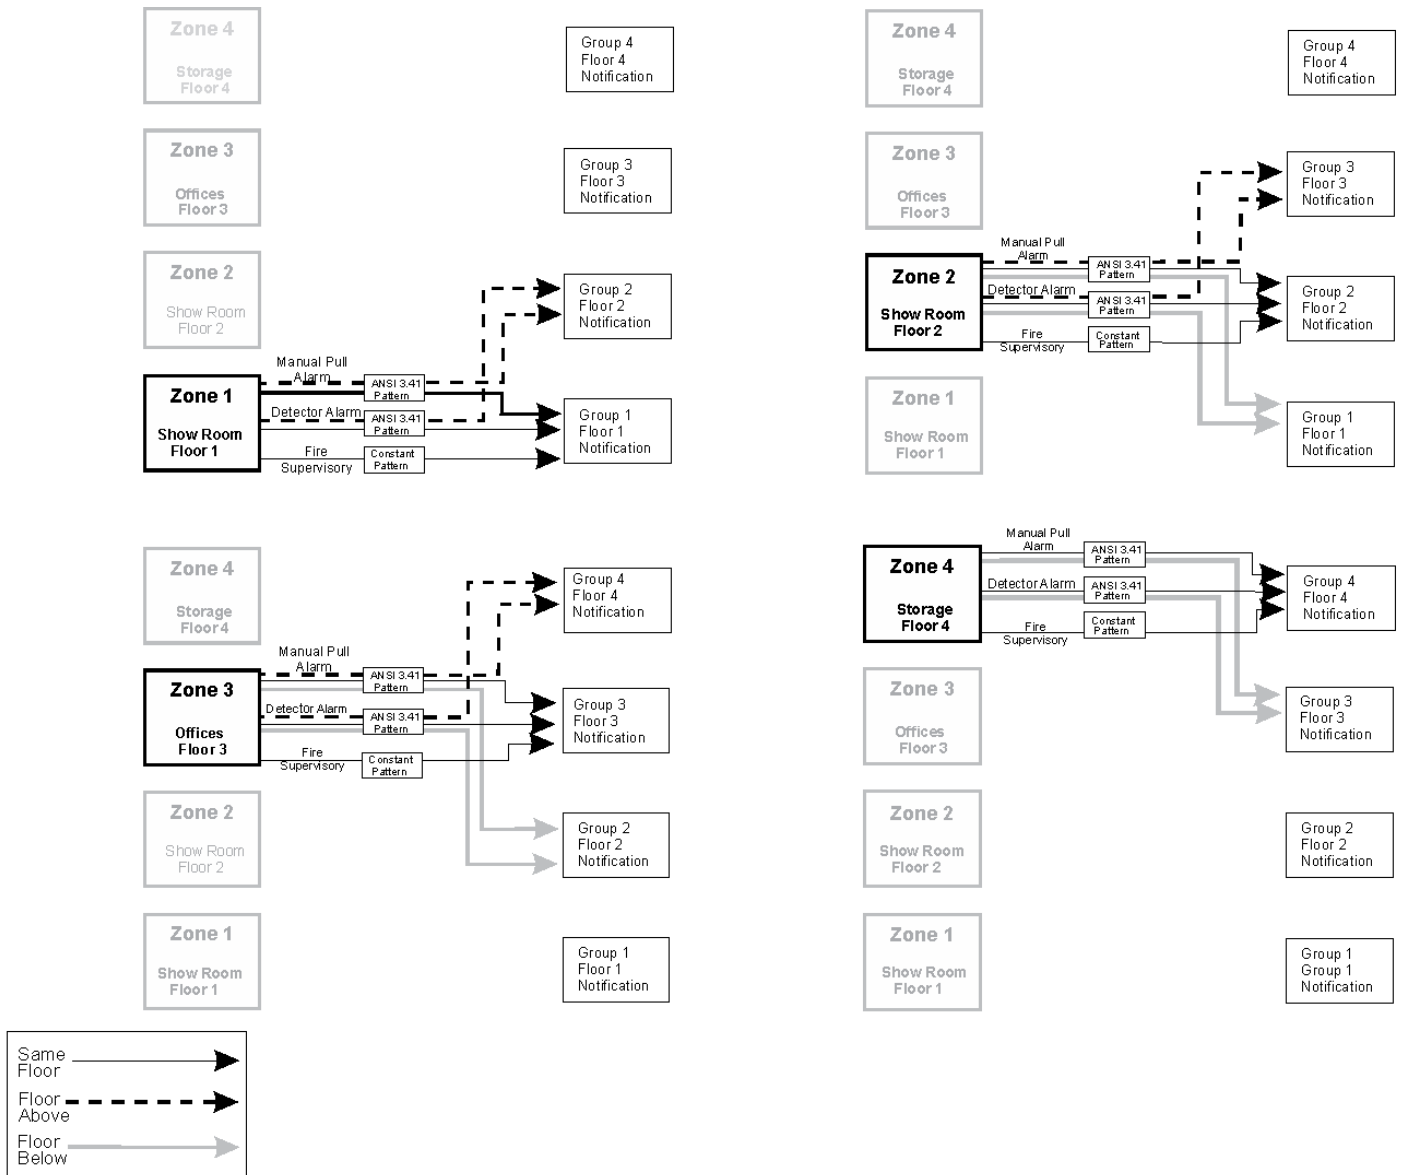 Zone 4
Storage
Floor 4
Group 4
Floor 4
Notification
Zone 3
Offices
Floor 3
Group 3
Floor 3
Notification
Zone 2
Show Room
Floor 2
Group 2
Floor 2
Notification
Manual Pull
Alarm
ANSI 3.41
Pattern
Zone 1
Show Room
Floor 1
Detector Alarm
ANSI 3.41
Pattern
Fire
Supervisory
Constant
Pattern
Group 1
Floor 1
Notification
Zone 4
Storage
Floor 4
Group 4
Floor 4
Notification
Zone 3
Offices
Floor 3
Group 3
Floor 3
Notification
Manual Pull
Alarm
ANSI 3.41
Pattern
Zone 2
Show Room
Floor 2
Detector Alarm
ANSI 3.41
Pattern
Fire
Supervisory
Constant
Pattern
Group 2
Floor 2
Notification
Zone 1
Show Room
Floor 1
Group 1
Floor 1
Notification
Zone 4
Storage
Floor 4
Group 4
Floor 4
Notification
Manual Pull
Alarm
ANSI 3.41
Pattern
Zone 3
Offices
Floor 3
Detector Alarm
ANSI 3.41
Pattern
Fire
Supervisory
Constant
Pattern
Group 3
Floor 3
Notification
Zone 2
Show Room
Floor 2
Group 2
Floor 2
Notification
Zone 1
Show Room
Floor 1
Group 1
Floor 1
Notification
Manual Pull
Alarm
ANSI 3.41
Pattern
Zone 4
Storage
Floor 4
Detector Alarm
ANSI 3.41
Pattern
Fire
Supervisory
Constant
Pattern
Group 4
Floor 4
Notification
Zone 3
Offices
Floor 3
Group 3
Floor 3
Notification
Zone 2
Show Room
Floor 2
Group 2
Floor 2
Notification
Zone 1
Show Room
Floor 1
Group 1
Group 1
Notification
Same
Floor
Floor
Above
Floor
Below